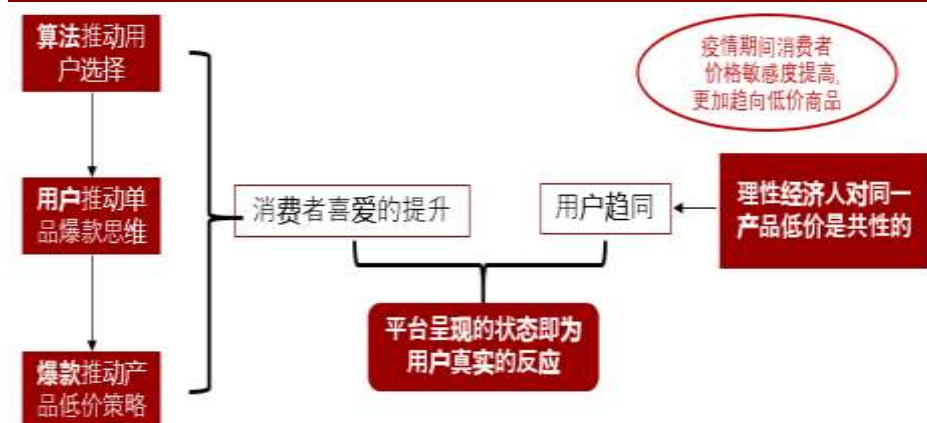 算法推动用
户选择
用户推动单
品爆款思维
爆款推动产
品低价策略
消费者喜爱的提升
用户趋同
平台呈现的状态即为
用户真实的反应
疫情期间消费者
价格敏感度提高,
更加趋向低价商品
理性经济人对同一
产品低价是共性的